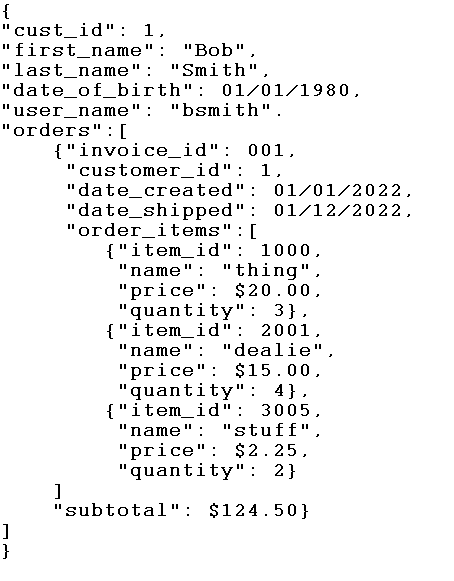 {
"cust_id": 1,
"first_name": "Bob",
"last_name": "Smith",
"date_of_birth": 01/01/1980,
"user_name": "bsmith".
"orders":[
    {"invoice_id": 001,
     "customer_id": 1,
     "date_created": 01/01/2022,
     "date_shipped": 01/12/2022,
     "order_items":[
        {"item_id": 1000,
         "name": "thing",
         "price": $20.00,
         "quantity": 3},
        {"item_id": 2001,
         "name": "dealie",
         "price": $15.00,
         "quantity": 4},
        {"item_id": 3005,
         "name": "stuff",
         "price": $2.25,
         "quantity": 2}
    ]
    "subtotal": $124.50}
]
}